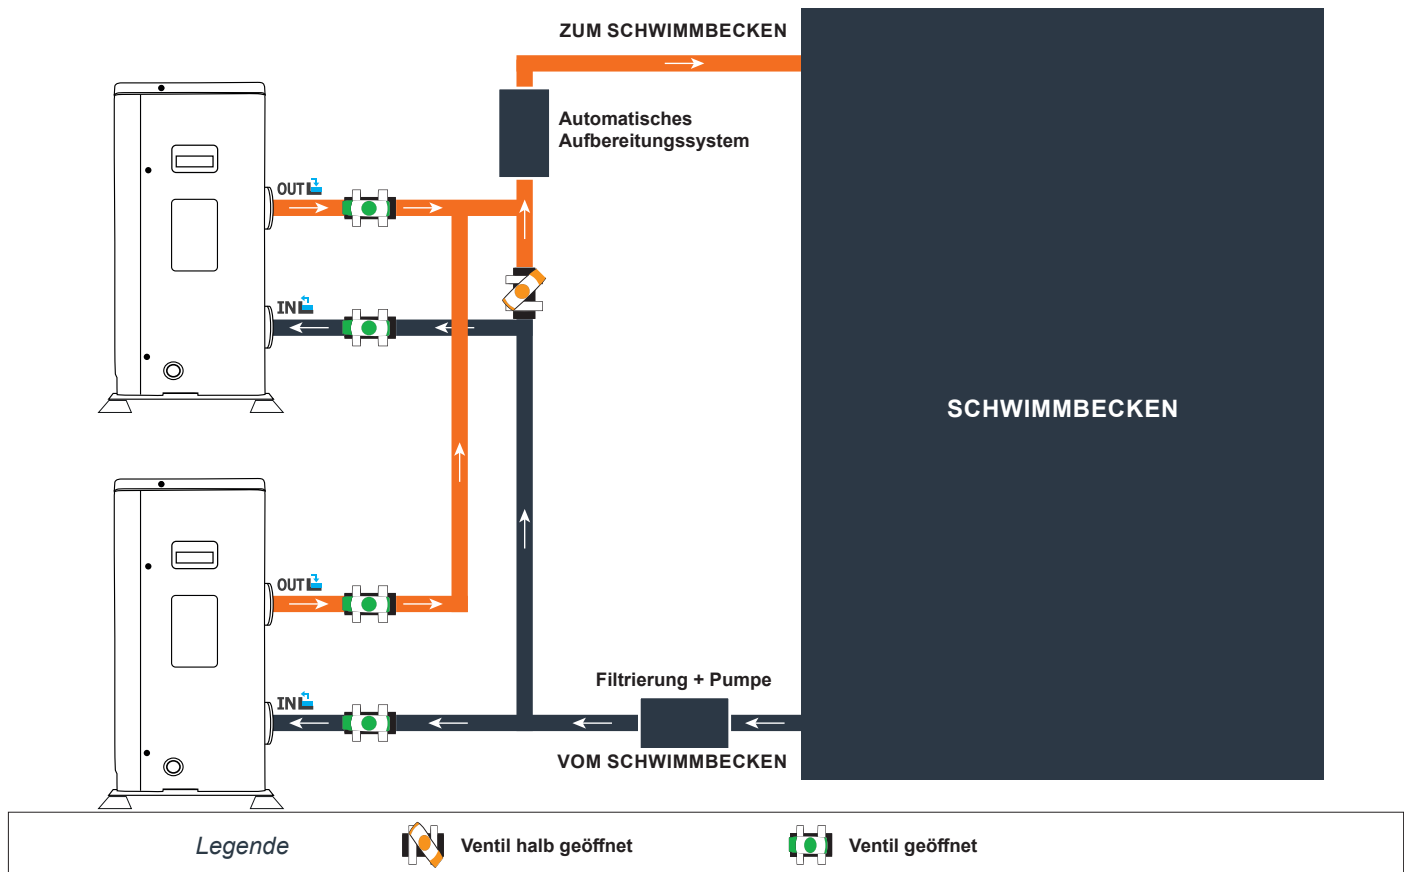 ZUM SCHWIMMBECKEN
Automatisches
Aufbereitungssystem
OUT
IN
SCHWIMMBECKEN
OUT
Filtrierung + Pumpe
IN
VOM SCHWIMMBECKEN
Legende
Ventil halb geöffnet
Ventil geöffnet